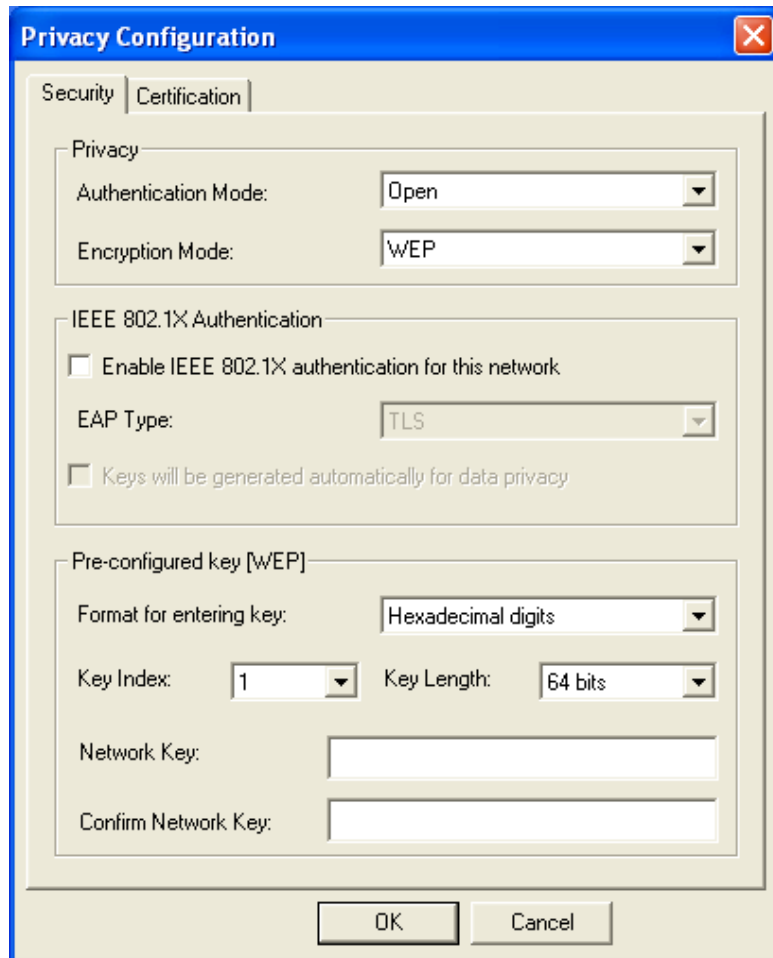 Privacy Configuration
Security Certification
Privacy
Authentication Mode: Open
Encryption Mode: WEP
IEEE 802.1X Authentication
Enable IEEE 802.1X authentication for this network
EAP Type: TLS
Keys will be generated automatically for data privacy
Pre-configured key [WEP]
Format for entering key: Hexadecimal digits
Key Index: 1 Key Length: 64 bits
Network Key:
Confirm Network Key:
OK Cancel